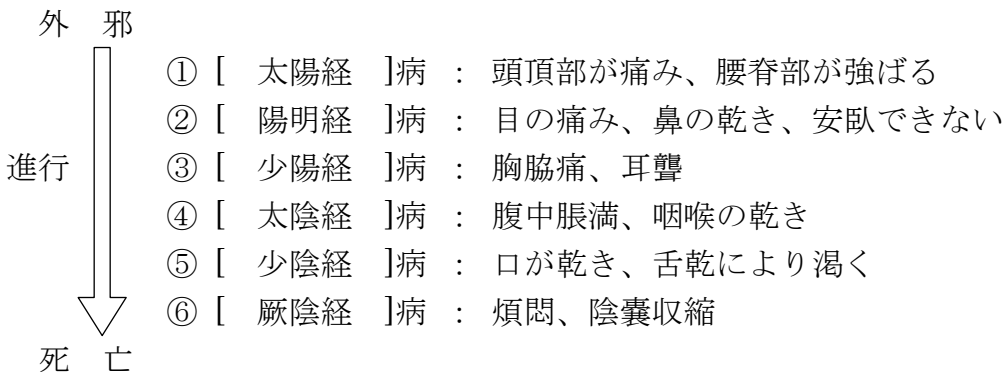 外 邪
① [ 太陽経 ]病 : 頭頂部が痛み、腰脊部が強ばる
② [ 陽明経 ]病 : 目の痛み、鼻の乾き、安臥できない
進行
③ [ 少陽経 ]病 : 胸脇痛、耳聾
④ [ 太陰経 ]病 : 腹中脹満、咽喉の乾き
⑤ [ 少陰経 ]病 : 口が乾き、舌乾により渇く
⑥ [ 厥陰経 ]病 : 煩悶、陰嚢収縮
死 亡